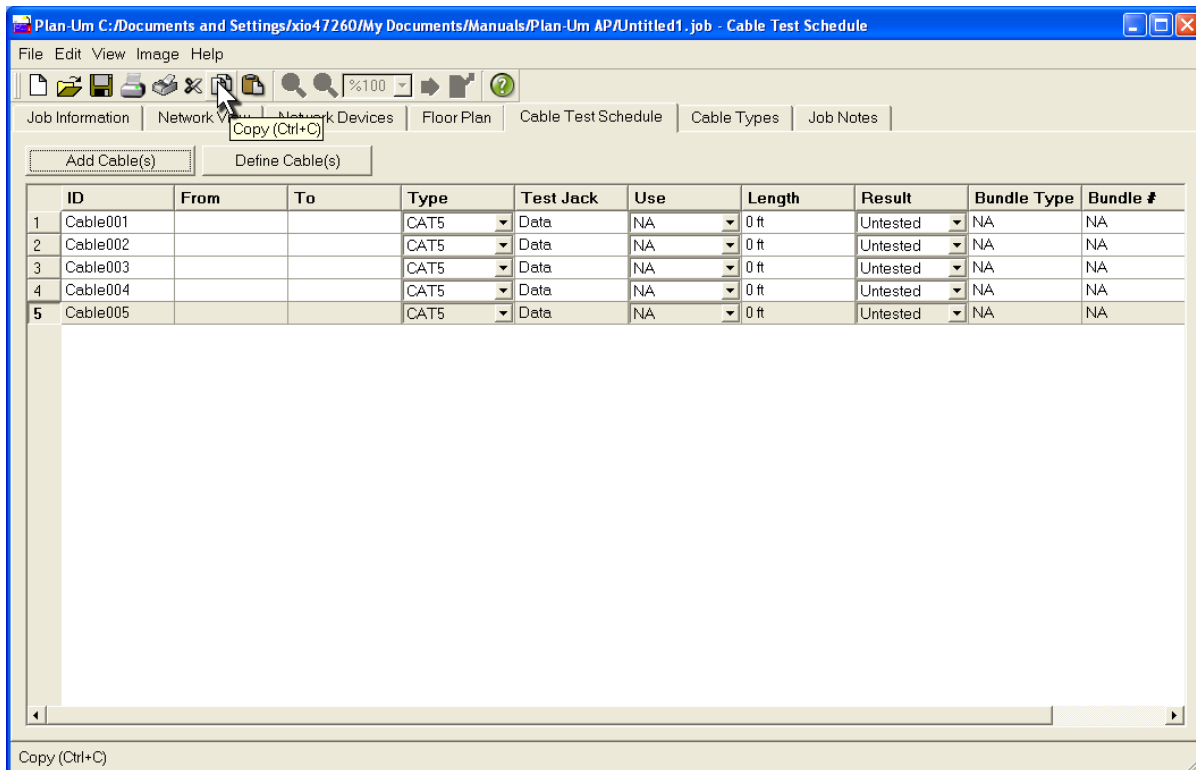 Plan-Um C:/Documents and Settings/xio47260/My Documents/Manuals/Plan-Um AP/Untitled1.job - Cable Test Schedule
File Edit View Image Help
%100
Job Information Network View Network Devices Floor Plan Cable Test Schedule Cable Types Job Notes
Copy (Ctrl+C)
Add Cable(s) Define Cable(s)
ID From To Type Test Jack Use Length Result Bundle Type Bundle #
1 Cable001 CAT5 Data NA 0 ft Untested NA NA
2 Cable002 CAT5 Data NA 0 ft Untested NA NA
3 Cable003 CAT5 Data NA 0 ft Untested NA NA
4 Cable004 CAT5 Data NA 0 ft Untested NA NA
5 Cable005 CAT5 Data NA 0 ft Untested NA NA
Copy (Ctrl+C)